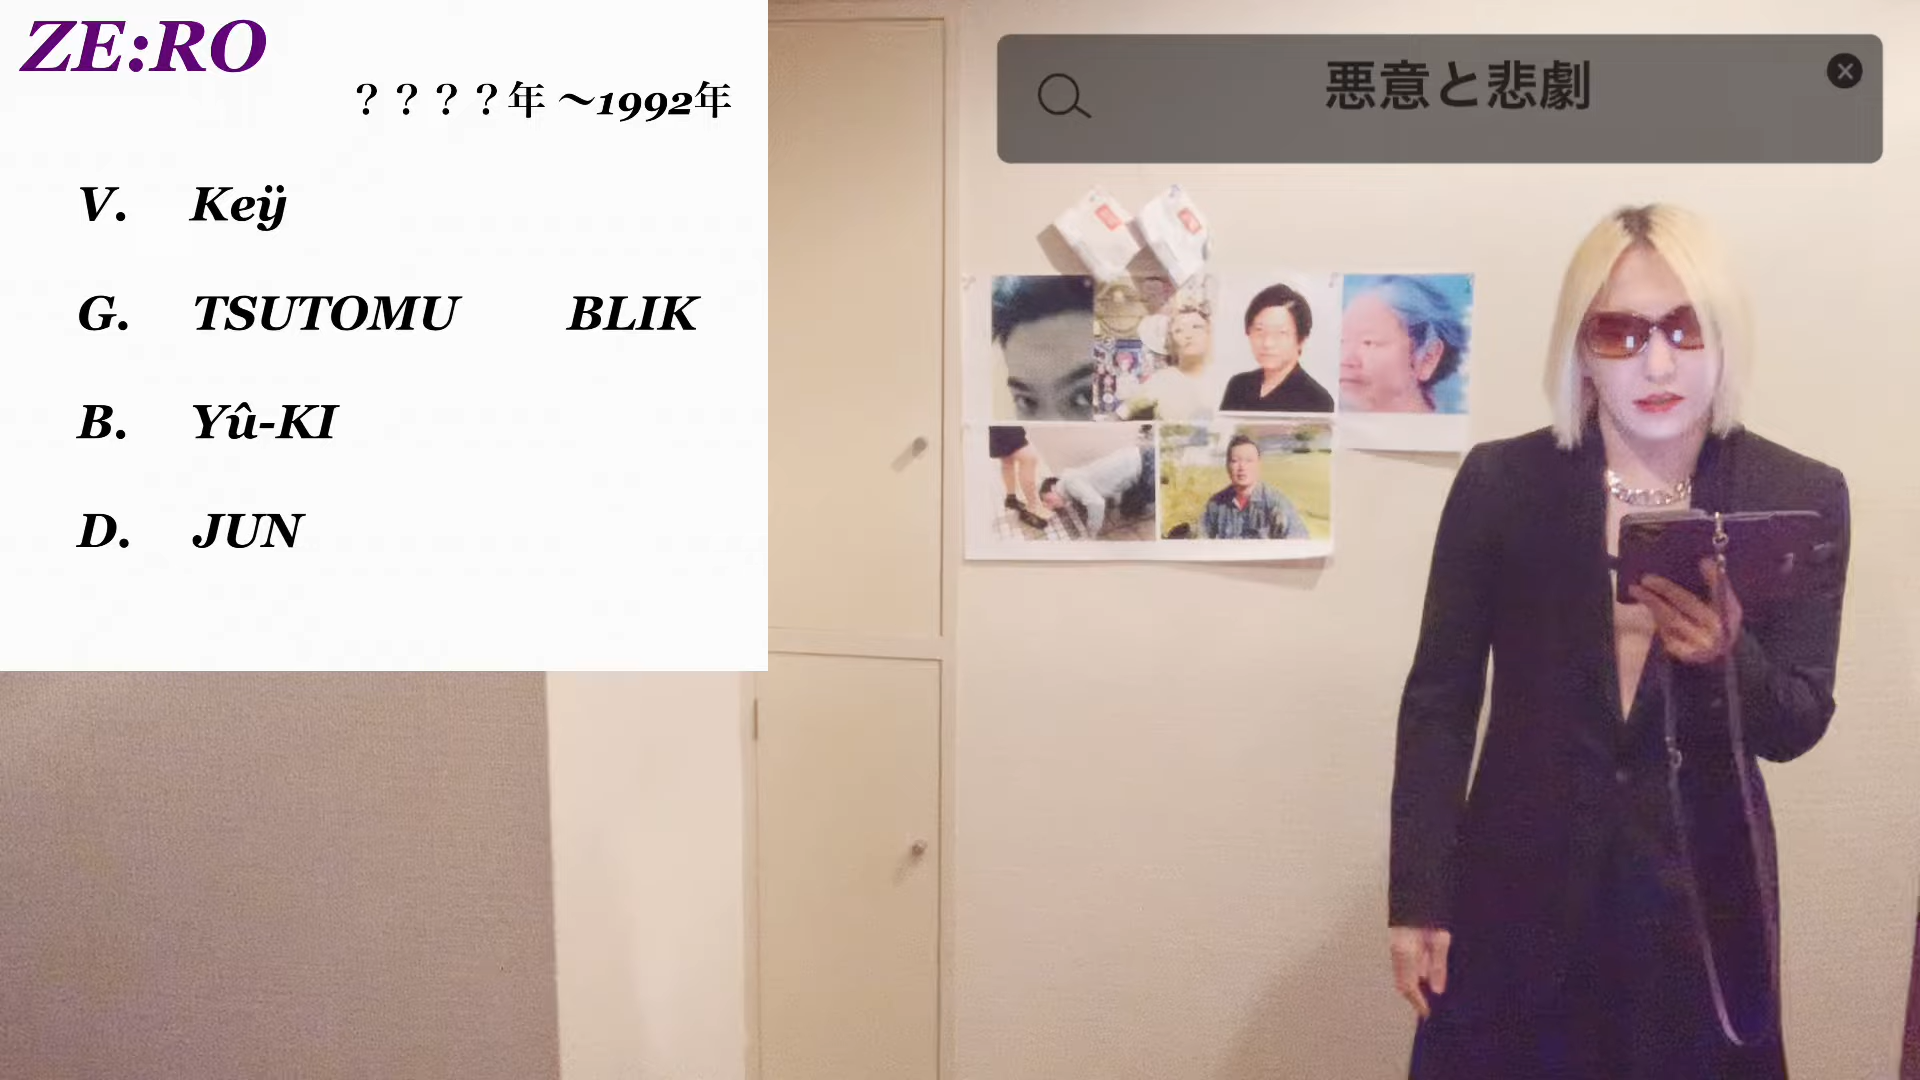 ZE:RO
？？？？年 ～1992年
V. Keÿ
G. TSUTOMU BLIK
B. Yû-KI
D. JUN
悪意と悲劇